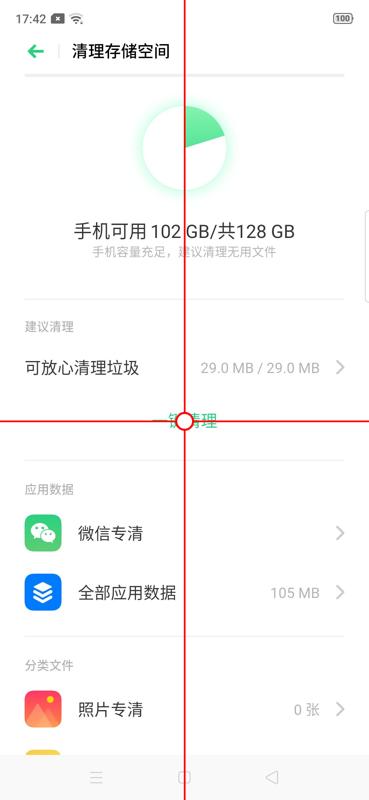 17:42
100
清理存储空间
手机可用 102 GB/共128 GB
手机容量充足，建议清理无用文件
建议清理
可放心清理垃圾
29.0 MB / 29.0 MB
一键清理
应用数据
微信专清
全部应用数据
105 MB
分类文件
照片专清
0 张